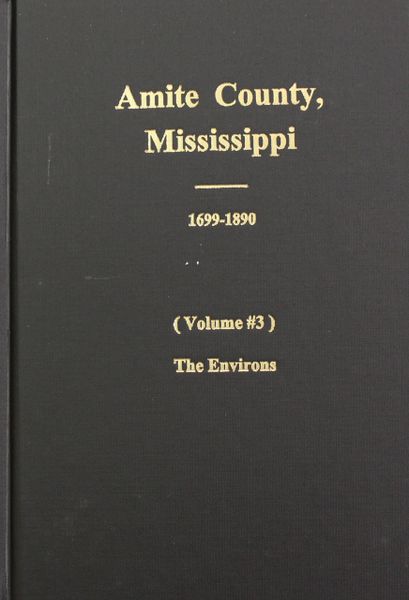 Amite County,
Mississippi
1699-1890
( Volume #3 )
The Environs